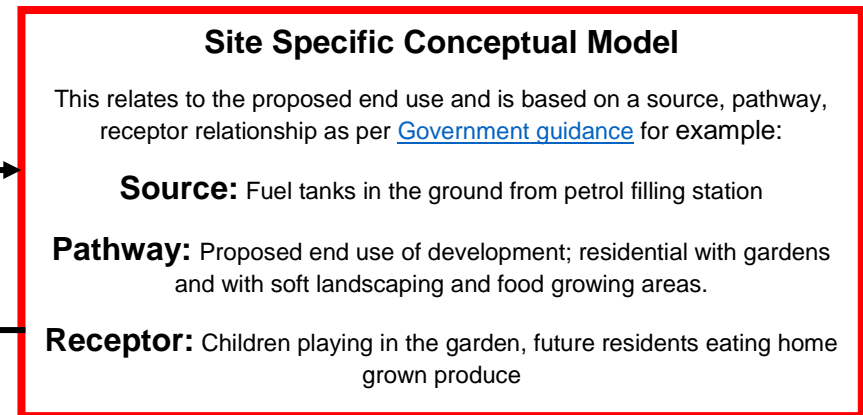 Site Specific Conceptual Model
This relates to the proposed end use and is based on a source, pathway,
receptor relationship as per Government guidance for example:
Source: Fuel tanks in the ground from petrol filling station
Pathway: Proposed end use of development; residential with gardens
and with soft landscaping and food growing areas.
Receptor: Children playing in the garden, future residents eating home
grown produce